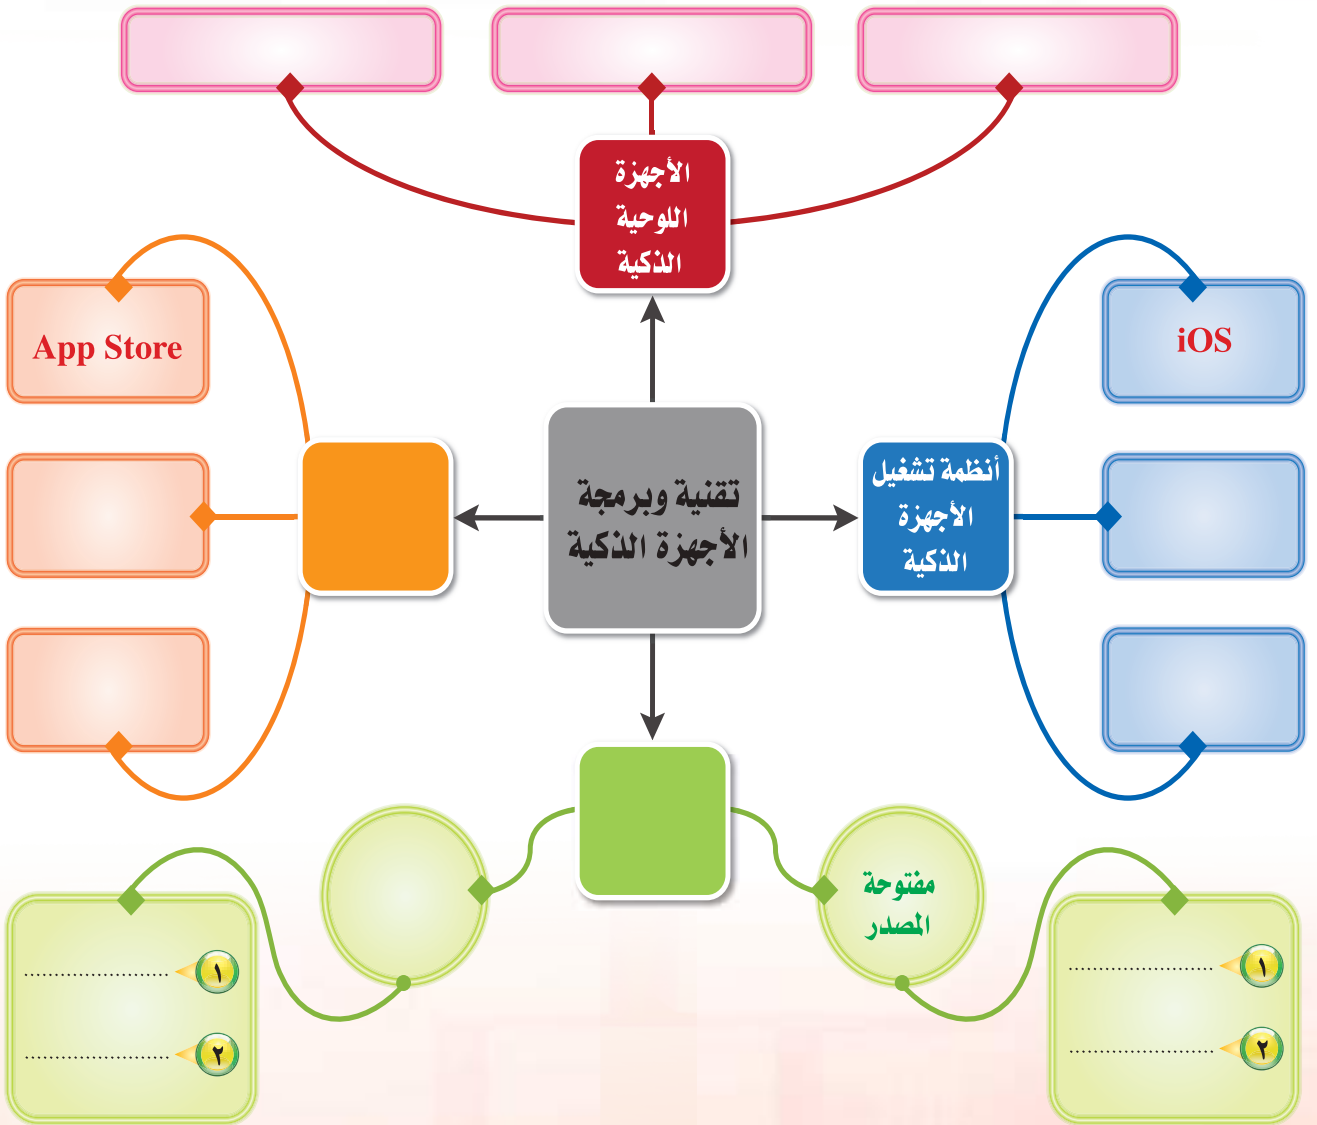 الأجهزة
اللوحية
الذكية
iOS
App Store
أنظمة تشغيل
الأجهزة
الذكية
تقنية وبرمجة
الأجهزة الذكية
مفتوحة
المصدر
١ ........................
٢ ........................
١ ........................
٢ ........................